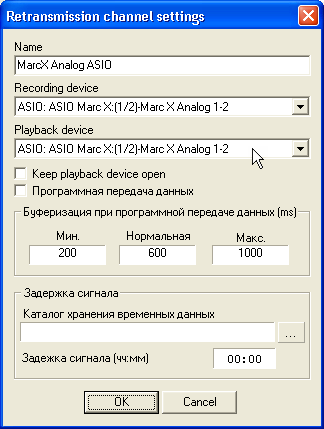 Retransmission channel settings
Name
MarcX Analog ASIO
Recording device
ASIO: ASIO Marc X:(1/2)-Marc X Analog 1-2
Playback device
ASIO: ASIO Marc X:(1/2)-Marc X Analog 1-2
Keep playback device open
Программная передача данных
Буферизация при программной передаче данных (ms)
Мин. Нормальная Макс.
200 600 1000
Задержка сигнала
Каталог хранения временных данных
...
Задежка сигнала (чч:мм) 00:00
OK Cancel